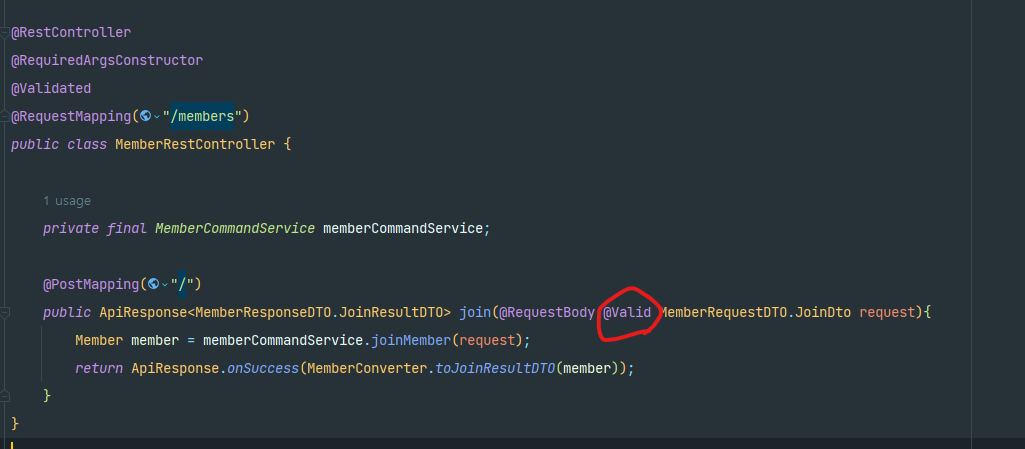 @RestController
@RequiredArgsConstructor
@Validated
@RequestMapping("/members")
public class MemberRestController {
1 usage
private final MemberCommandService memberCommandService;
@PostMapping("/")
public ApiResponse<MemberResponseDTO.JoinResultDTO> join(@RequestBody @Valid MemberRequestDTO.JoinDto request){
Member member = memberCommandService.joinMember(request);
return ApiResponse.onSuccess(MemberConverter.toJoinResultDTO(member));
}
}